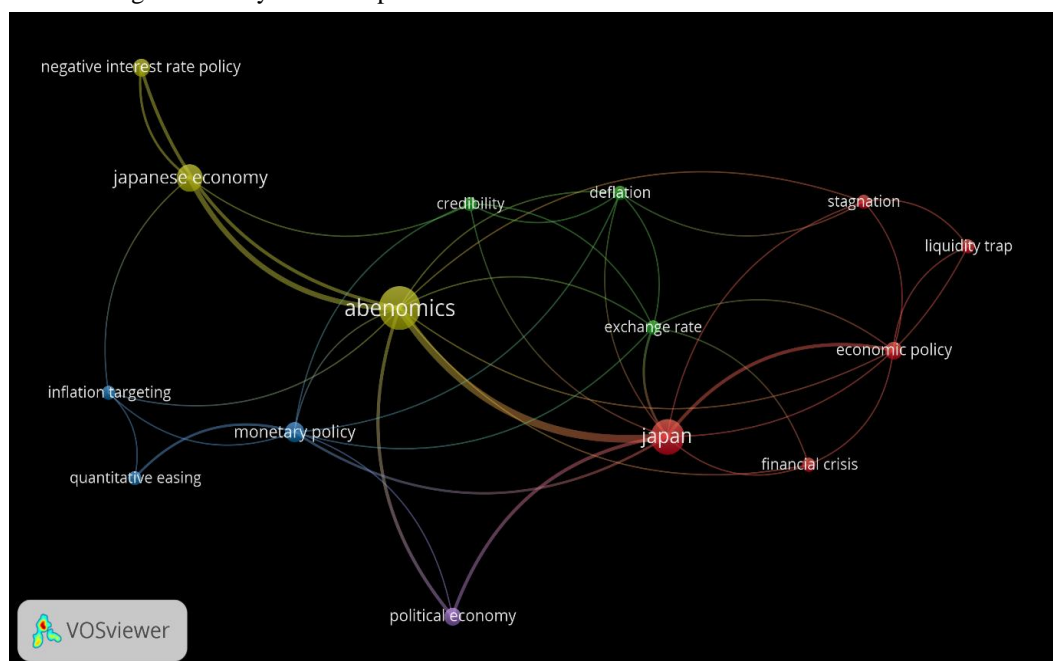 negative interest rate policy
japanese economy
credibility
deflation
stagnation
liquidity trap
abenomics
exchange rate
economic policy
inflation targeting
monetary policy
japan
quantitative easing
financial crisis
political economy
VOSviewer